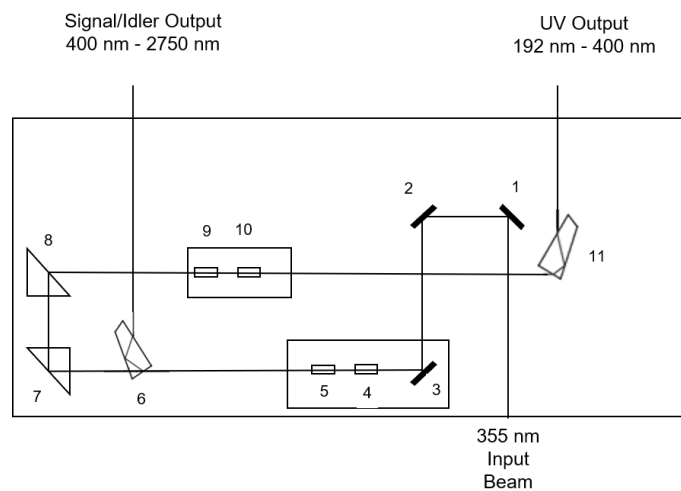 Signal/Idler Output
400 nm - 2750 nm
UV Output
192 nm - 400 nm
2
1
9
10
8
11
7
6
5
4
3
355 nm
Input
Beam